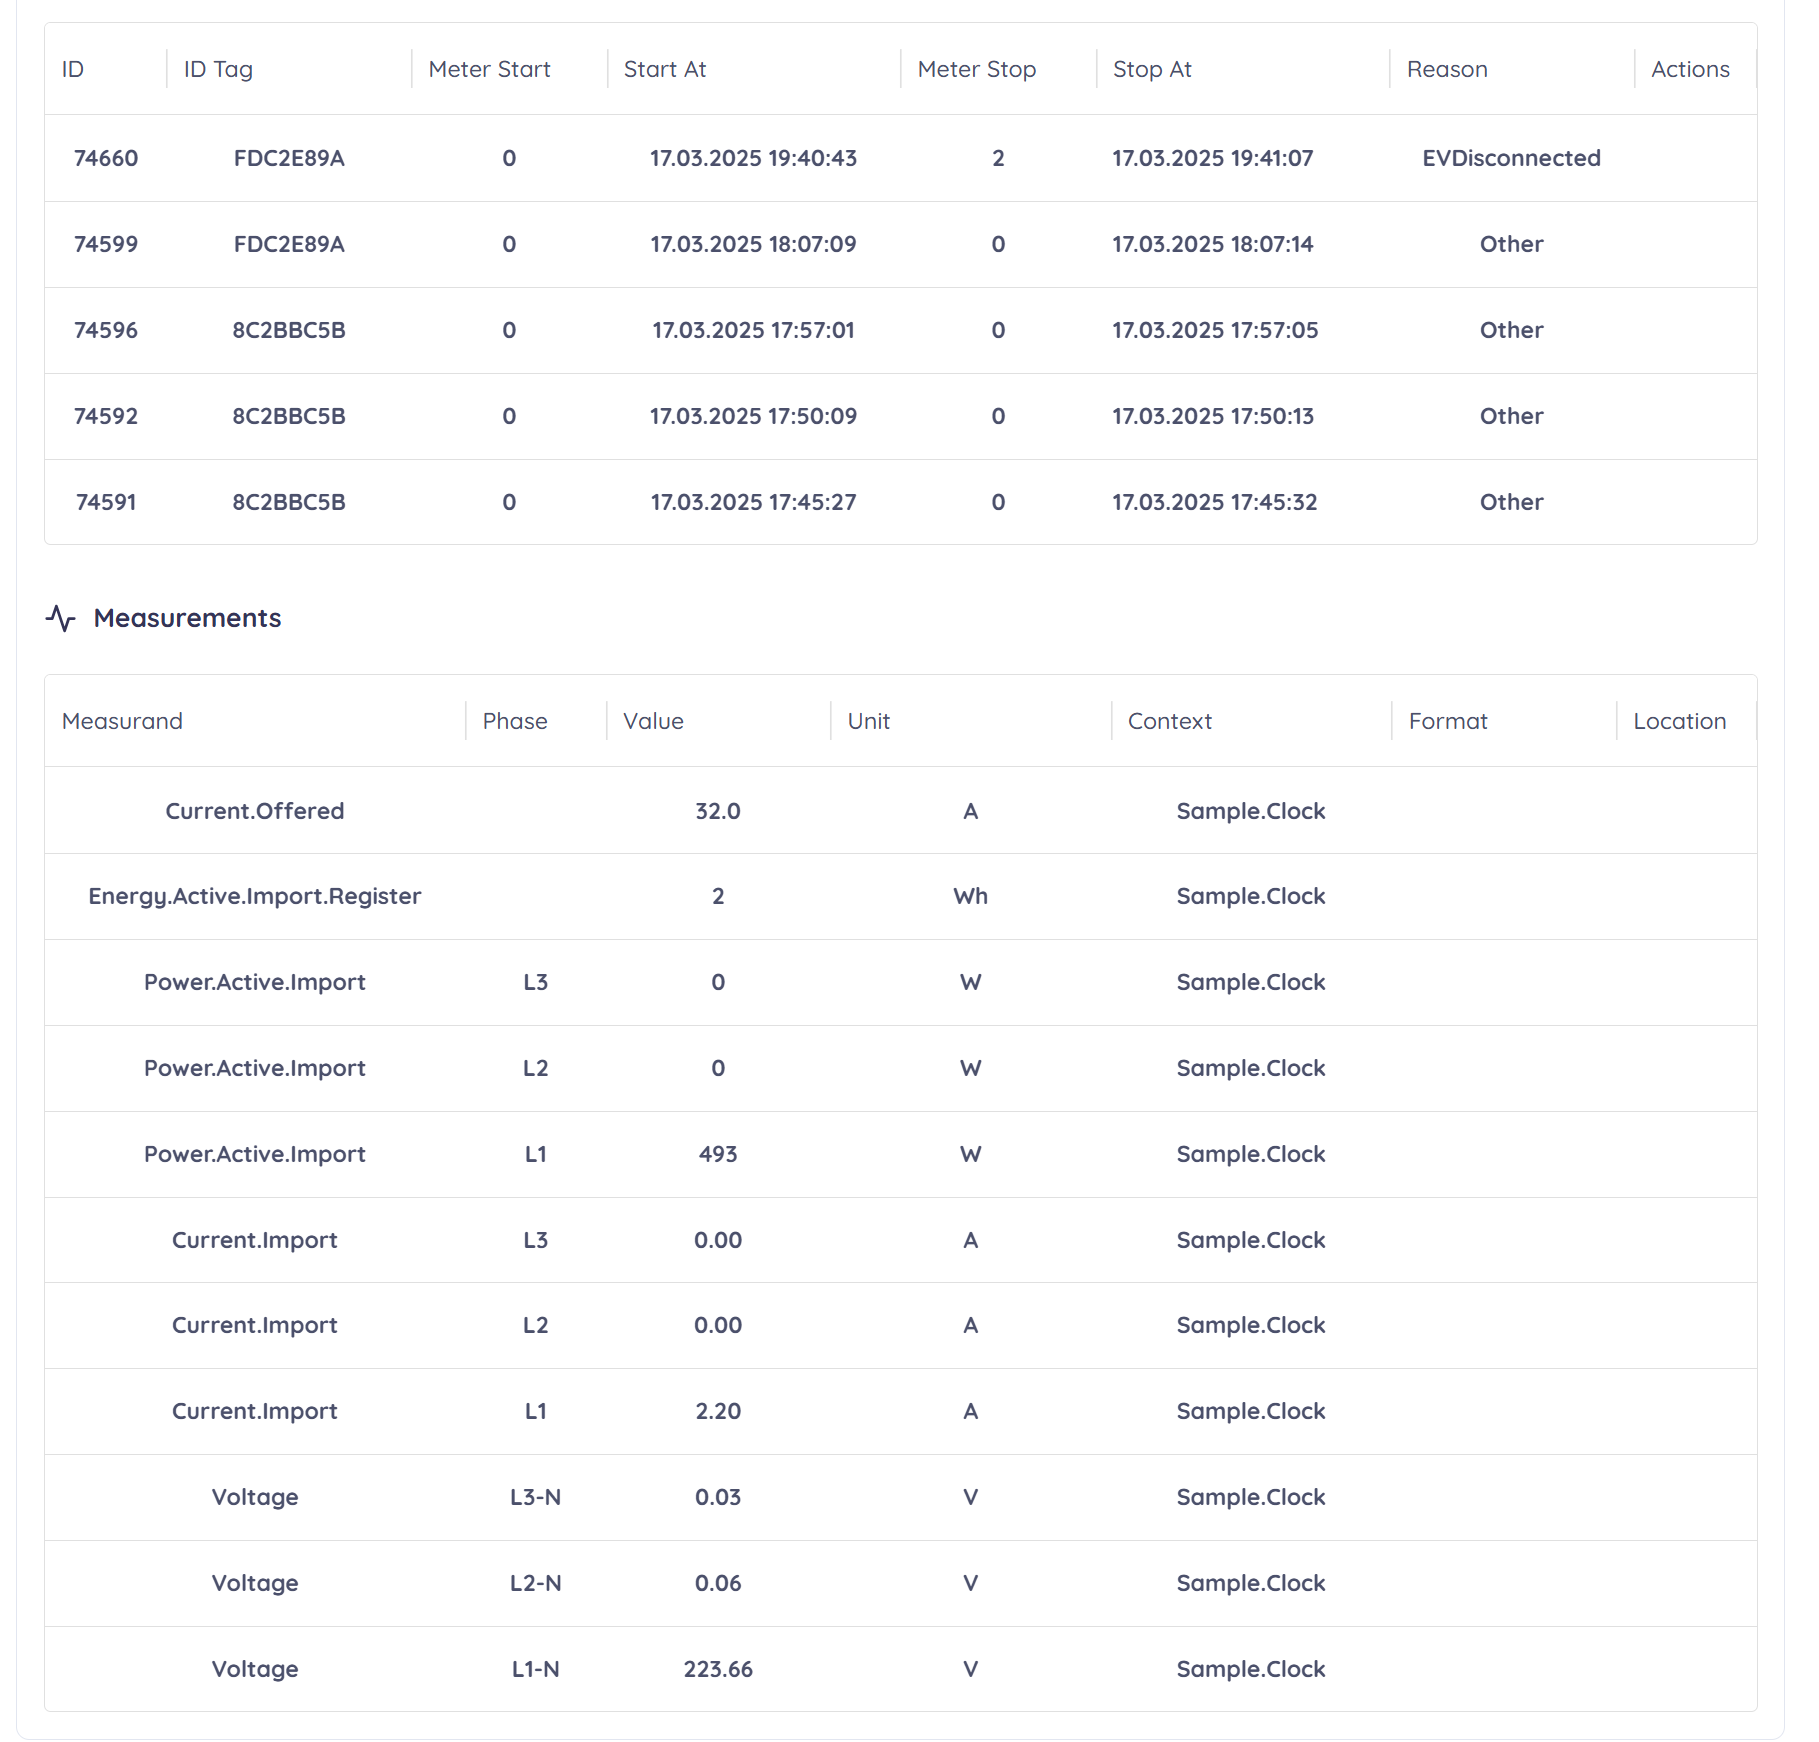 ID ID Tag Meter Start Start At Meter Stop Stop At Reason Actions
74660 FDC2E89A 0 17.03.2025 19:40:43 2 17.03.2025 19:41:07 EVDisconnected
74599 FDC2E89A 0 17.03.2025 18:07:09 0 17.03.2025 18:07:14 Other
74596 8C2BBC5B 0 17.03.2025 17:57:01 0 17.03.2025 17:57:05 Other
74592 8C2BBC5B 0 17.03.2025 17:50:09 0 17.03.2025 17:50:13 Other
74591 8C2BBC5B 0 17.03.2025 17:45:27 0 17.03.2025 17:45:32 Other
Measurements
Measurand Phase Value Unit Context Format Location
Current.Offered 32.0 A Sample.Clock
Energy.Active.Import.Register 2 Wh Sample.Clock
Power.Active.Import L3 0 W Sample.Clock
Power.Active.Import L2 0 W Sample.Clock
Power.Active.Import L1 493 W Sample.Clock
Current.Import L3 0.00 A Sample.Clock
Current.Import L2 0.00 A Sample.Clock
Current.Import L1 2.20 A Sample.Clock
Voltage L3-N 0.03 V Sample.Clock
Voltage L2-N 0.06 V Sample.Clock
Voltage L1-N 223.66 V Sample.Clock